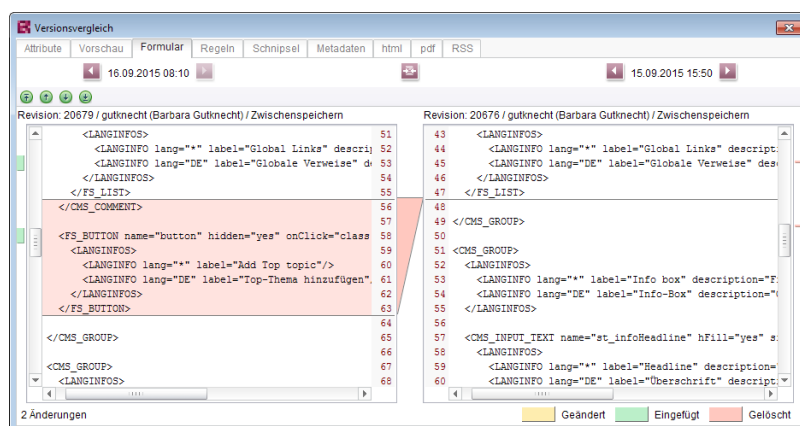 Versionsvergleich
Attribute Vorschau Formular Regeln Schnipsel Metadaten html pdf RSS
16.09.2015 08:10 15.09.2015 15:50
Revision: 20679 / gutknecht (Barbara Gutknecht) / Zwischenspeichern
<LANGINFOS> 51
<LANGINFO lang="*" label="Global Links" descri 52
<LANGINFO lang="DE" label="Globale Verweise" d 53
</LANGINFOS> 54
</FS_LIST> 55
</CMS_COMMENT> 56
57
<FS_BUTTON name="button" hidden="yes" onClick="class 58
<LANGINFOS> 59
<LANGINFO lang="*" label="Add Top topic"/> 60
<LANGINFO lang="DE" label="Top-Thema hinzufügen" 61
</LANGINFOS> 62
</FS_BUTTON> 63
64
</CMS_GROUP> 65
66
<CMS_GROUP> 67
<LANGINFOS> 68
Revision: 20676 / gutknecht (Barbara Gutknecht) / Zwischenspeichern
43 <LANGINFOS>
44 <LANGINFO lang="*" label="Global Links" descript
45 <LANGINFO lang="DE" label="Globale Verweise" des
46 </LANGINFOS>
47 </FS_LIST>
48
49 </CMS_GROUP>
50
51 <CMS_GROUP>
52 <LANGINFOS>
53 <LANGINFO lang="*" label="Info box" description="F
54 <LANGINFO lang="DE" label="Info-Box" description="
55 </LANGINFOS>
56
57 <CMS_INPUT_TEXT name="st_infoHeadline" hFill="yes" s
58 <LANGINFOS>
59 <LANGINFO lang="*" label="Headline" description="
60 <LANGINFO lang="DE" label="Überschrift" descript
2 Änderungen Geändert Eingefügt Gelöscht